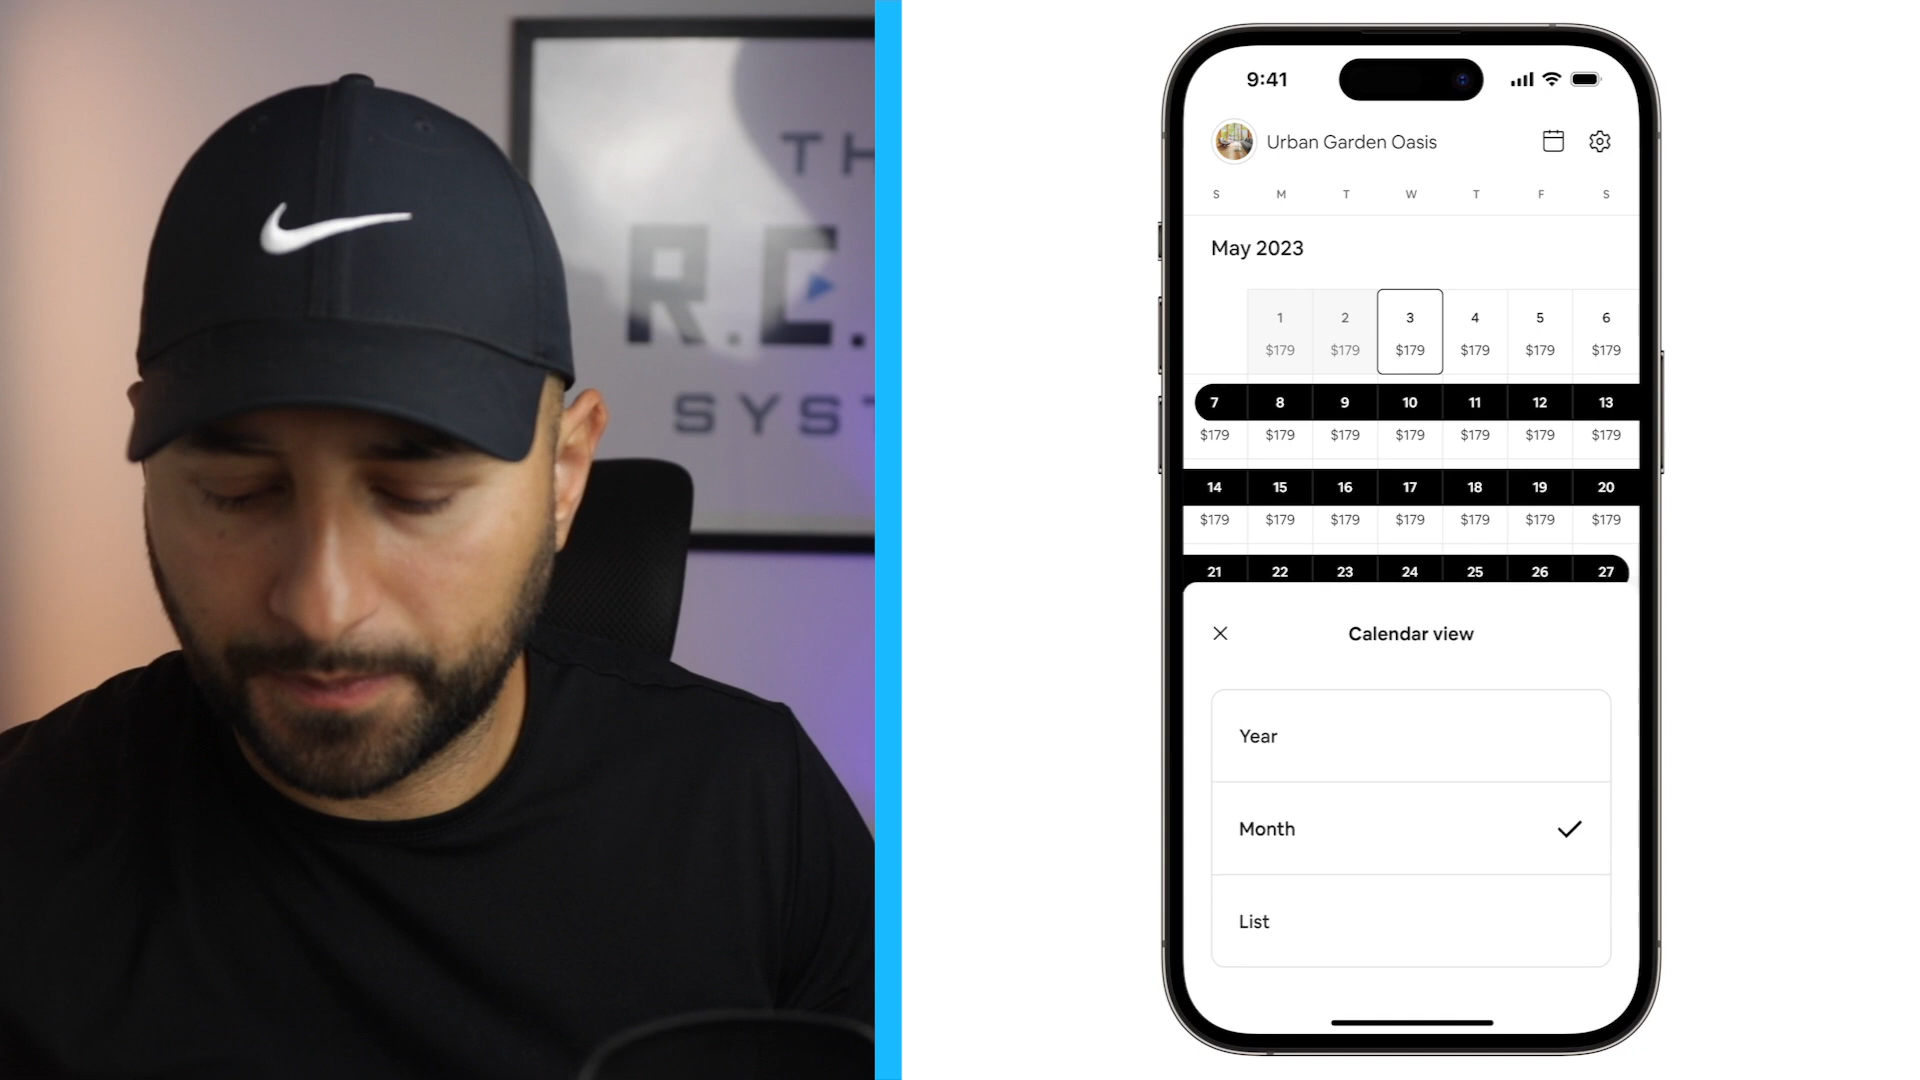 TH
R.C.
SYST
9:41
Urban Garden Oasis
S M T W T F S
May 2023
1 2 3 4 5 6
$179 $179 $179 $179 $179 $179
7 8 9 10 11 12 13
$179 $179 $179 $179 $179 $179 $179
14 15 16 17 18 19 20
$179 $179 $179 $179 $179 $179 $179
21 22 23 24 25 26 27
Calendar view
Year
Month
List